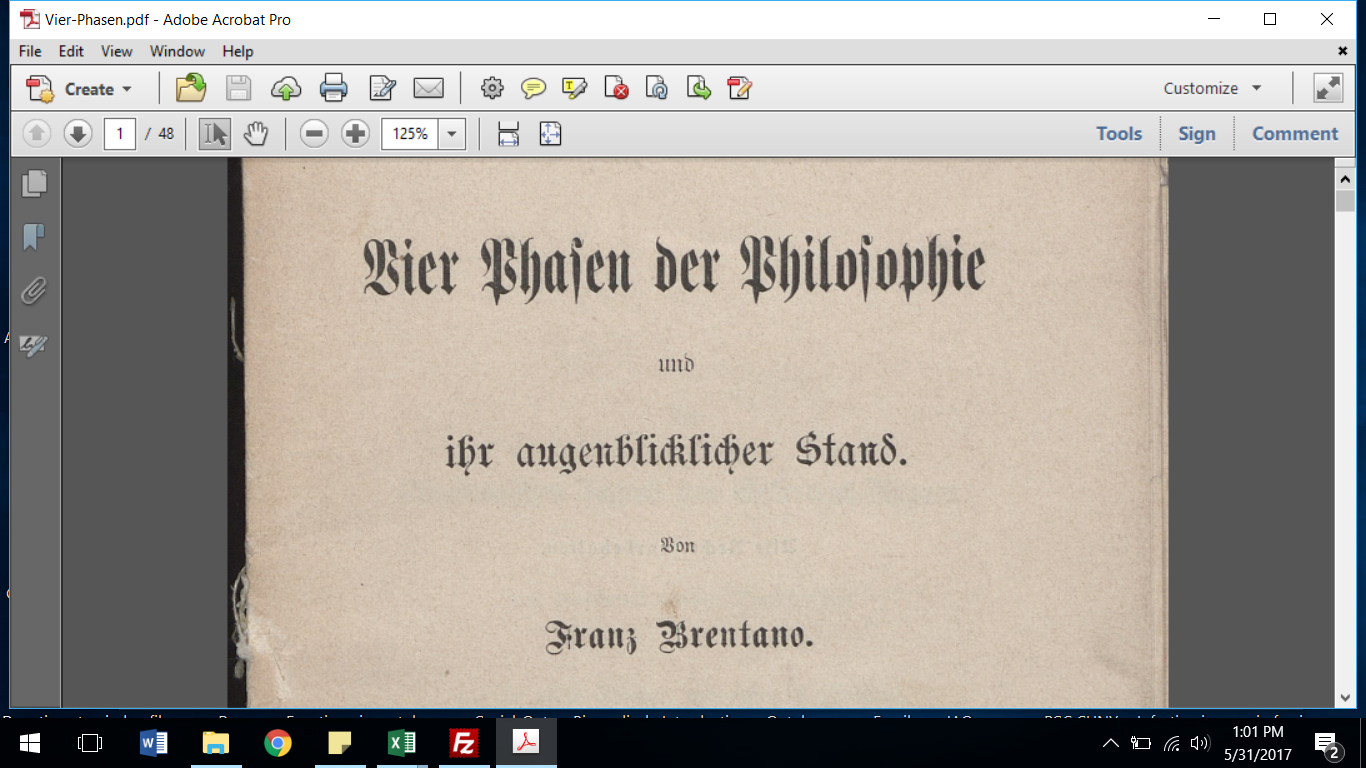 Vier-Phasen.pdf - Adobe Acrobat Pro
File Edit View Window Help
Create Customize
1 / 48 125% Tools Sign Comment
Vier Phaſen der Philoſophie
und
ihr augenblicklicher Stand.
Von
Franz Brentano.
1:01 PM
5/31/2017
2